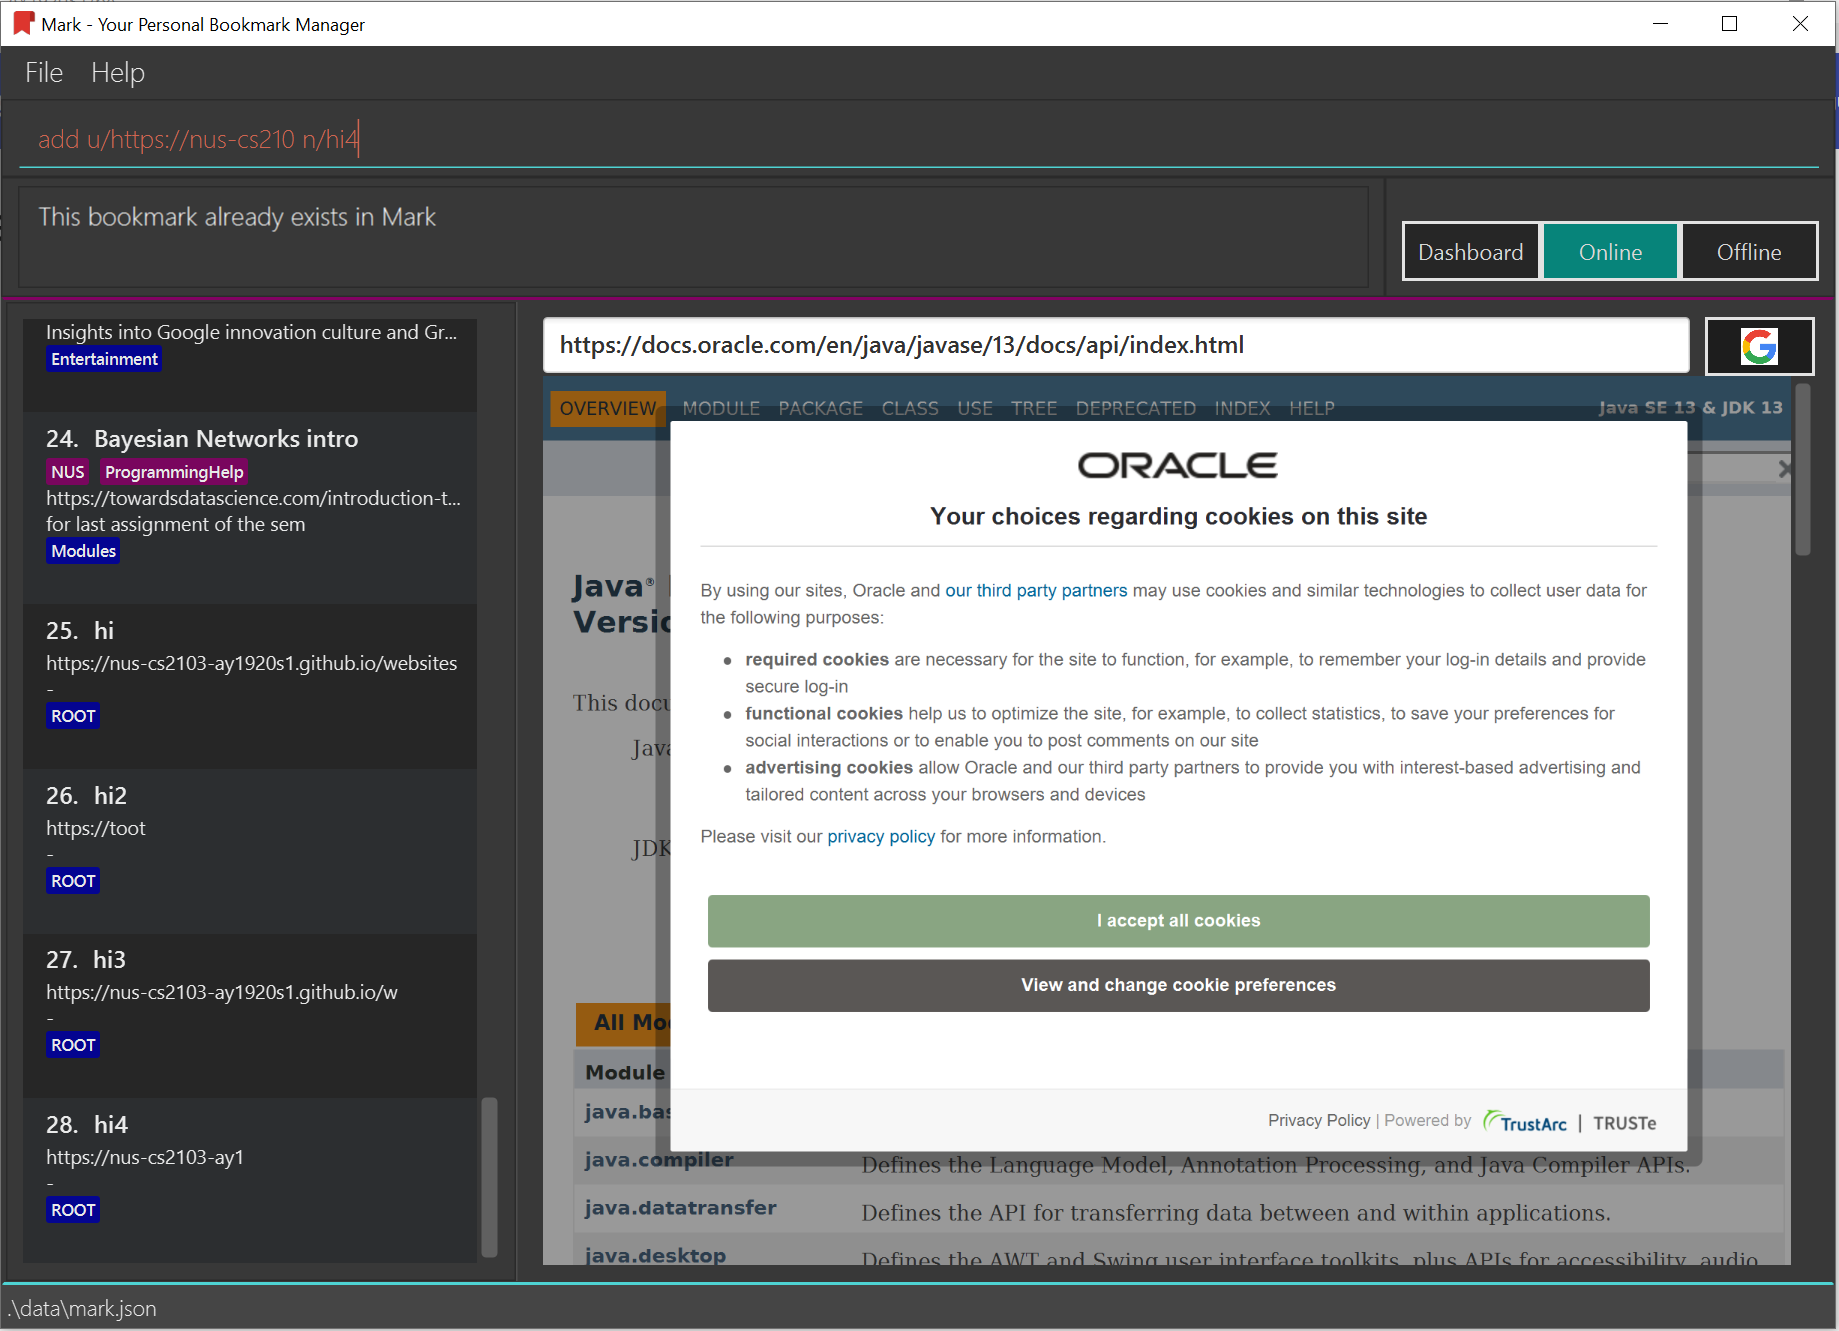 Mark - Your Personal Bookmark Manager
File Help
add u/https://nus-cs210 n/hi4
This bookmark already exists in Mark
Dashboard Online Offline
Insights into Google innovation culture and Gr...
Entertainment
24. Bayesian Networks intro
NUS ProgrammingHelp
https://towardsdatascience.com/introduction-t...
for last assignment of the sem
Modules
25. hi
https://nus-cs2103-ay1920s1.github.io/websites
-
ROOT
26. hi2
https://toot
-
ROOT
27. hi3
https://nus-cs2103-ay1920s1.github.io/w
-
ROOT
28. hi4
https://nus-cs2103-ay1
-
ROOT
https://docs.oracle.com/en/java/javase/13/docs/api/index.html
OVERVIEW MODULE PACKAGE CLASS USE TREE DEPRECATED INDEX HELP
Java SE 13 & JDK 13
Java®
This
JDK
All
Module
java.compiler Defines the Language Model, Annotation Processing, and Java Compiler APIs.
java.datatransfer Defines the API for transferring data between and within applications.
java.desktop Defines the AWT and Swing user interface toolkits, plus APIs for accessibility, audio,
ORACLE
Your choices regarding cookies on this site
By using our sites, Oracle and our third party partners may use cookies and similar technologies to collect user data for
the following purposes:
● required cookies are necessary for the site to function, for example, to remember your log-in details and provide
secure log-in
● functional cookies help us to optimize the site, for example, to collect statistics, to save your preferences for
social interactions or to enable you to post comments on our site
● advertising cookies allow Oracle and our third party partners to provide you with interest-based advertising and
tailored content across your browsers and devices
Please visit our privacy policy for more information.
I accept all cookies
View and change cookie preferences
Privacy Policy | Powered by TrustArc | TRUSTe
.\data\mark.json